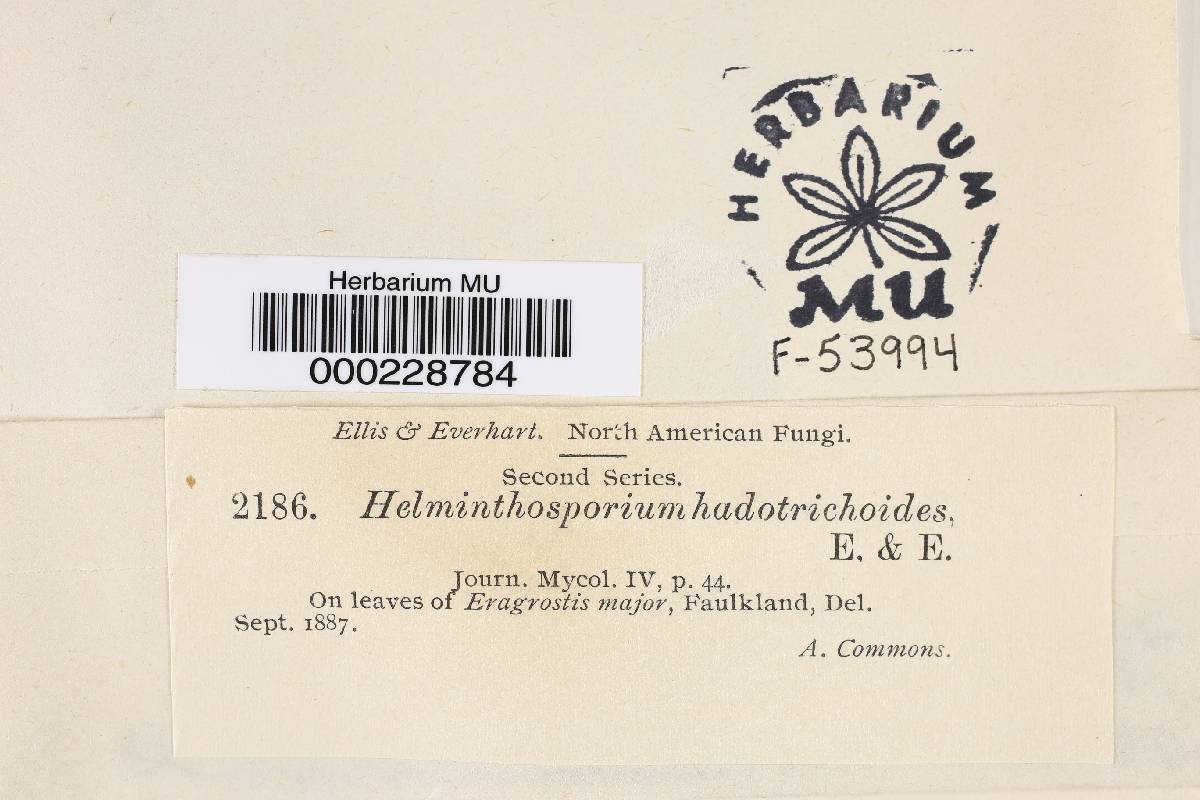 HERBARIUM
MU
F-53994
Herbarium MU
000228784
Ellis & Everhart. North American Fungi.
Second Series.
2186. Helminthosporium hadotrichoides,
E. & E.
Journ. Mycol. IV, p. 44.
On leaves of Eragrostis major, Faulkland, Del.
Sept. 1887.
A. Commons.